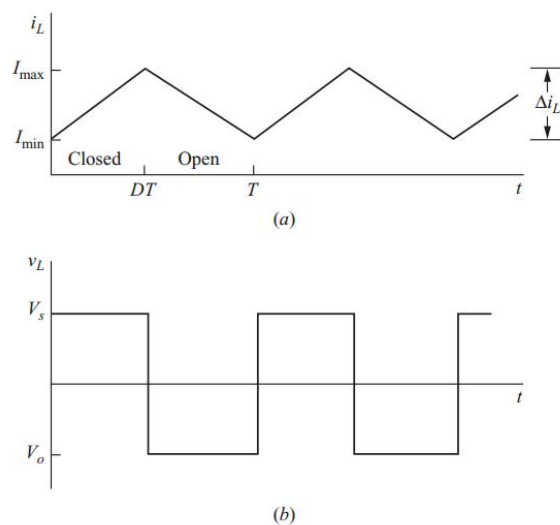 i_L
I_max
I_min
Δi_L
Closed
Open
DT
T
t
(a)
v_L
V_s
t
V_o
(b)